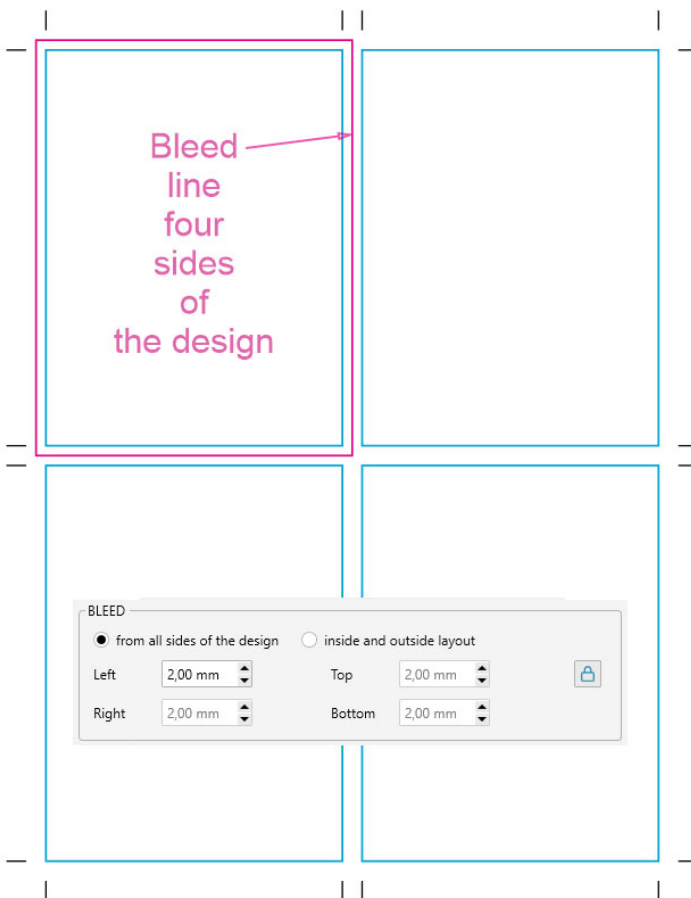 Bleed
line
four
sides
of
the design
BLEED
from all sides of the design inside and outside layout
Left 2,00 mm Top 2,00 mm
Right 2,00 mm Bottom 2,00 mm